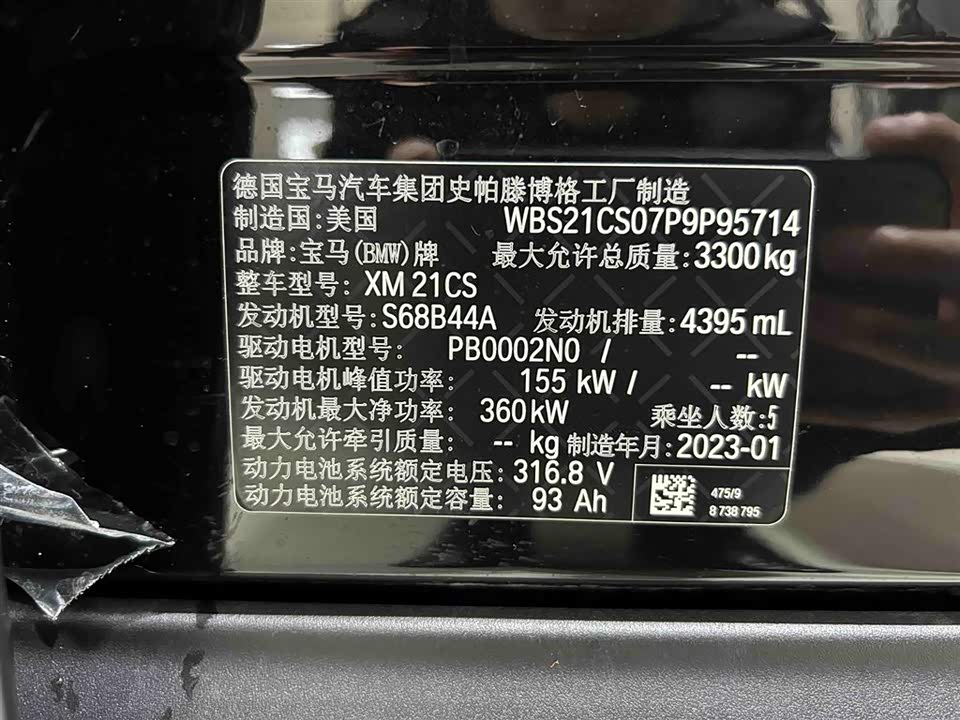 德国宝马汽车集团史帕滕博格工厂制造
制造国:美国 WBS21CS07P9P95714
品牌:宝马(BMW)牌 最大允许总质量:3300kg
整车型号: XM 21CS
发动机型号:S68B44A 发动机排量:4395 mL
驱动电机型号: PB0002N0 / --
驱动电机峰值功率: 155 kW / -- kW
发动机最大净功率: 360kW 乘坐人数:5
最大允许牵引质量: -- kg 制造年月:2023-01
动力电池系统额定电压:316.8 V
动力电池系统额定容量: 93 Ah
475/9
8 738 795